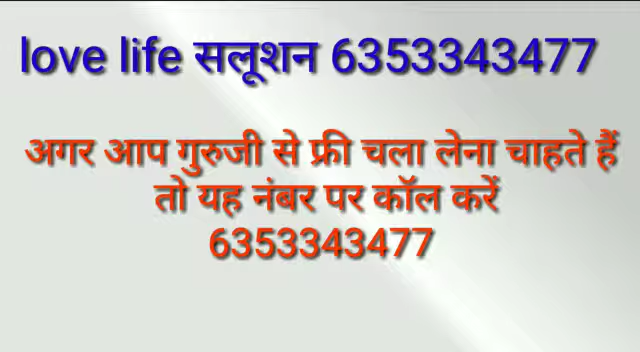 love life सलूशन 6353343477
अगर आप गुरुजी से फ्री चला लेना चाहते हैं
तो यह नंबर पर कॉल करें
6353343477